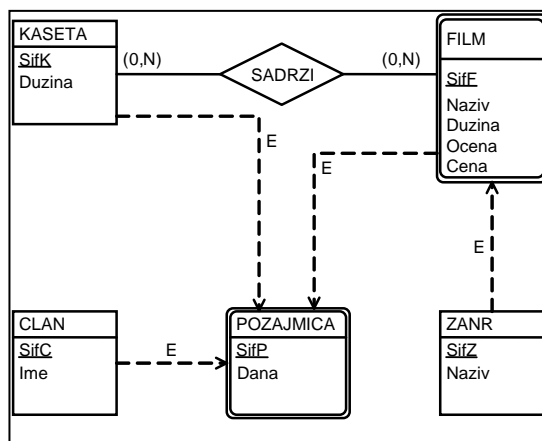 KASETA
SifK
Duzina
(0,N)
SADRZI
(0,N)
FILM
SifF
Naziv
Duzina
Ocena
Cena
E
E
E
CLAN
SifC
Ime
E
POZAJMICA
SifP
Dana
ZANR
SifZ
Naziv